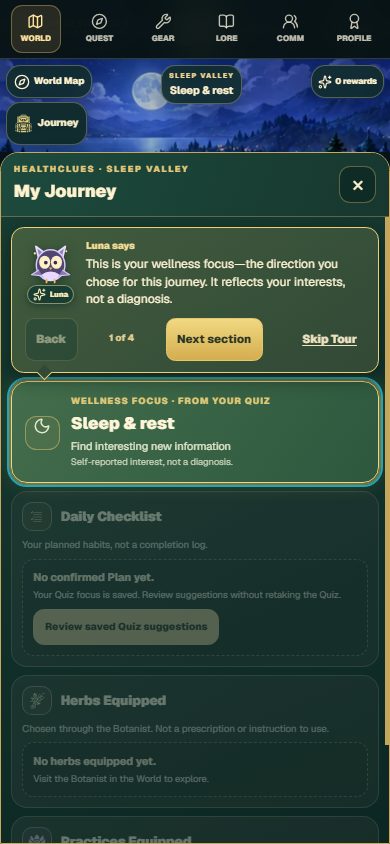 WORLD
QUEST
GEAR
LORE
COMM
PROFILE
World Map
SLEEP VALLEY
Sleep & rest
0 rewards
Journey
HEALTHCLUES · SLEEP VALLEY
My Journey
Luna says
This is your wellness focus—the direction you
chose for this journey. It reflects your interests,
not a diagnosis.
Luna
Back
1 of 4
Next section
Skip Tour
WELLNESS FOCUS · FROM YOUR QUIZ
Sleep & rest
Find interesting new information
Self-reported interest, not a diagnosis.
Daily Checklist
Your planned habits, not a completion log.
No confirmed Plan yet.
Your Quiz focus is saved. Review suggestions without retaking the Quiz.
Review saved Quiz suggestions
Herbs Equipped
Chosen through the Botanist. Not a prescription or instruction to use.
No herbs equipped yet.
Visit the Botanist in the World to explore.
Practices Equipped